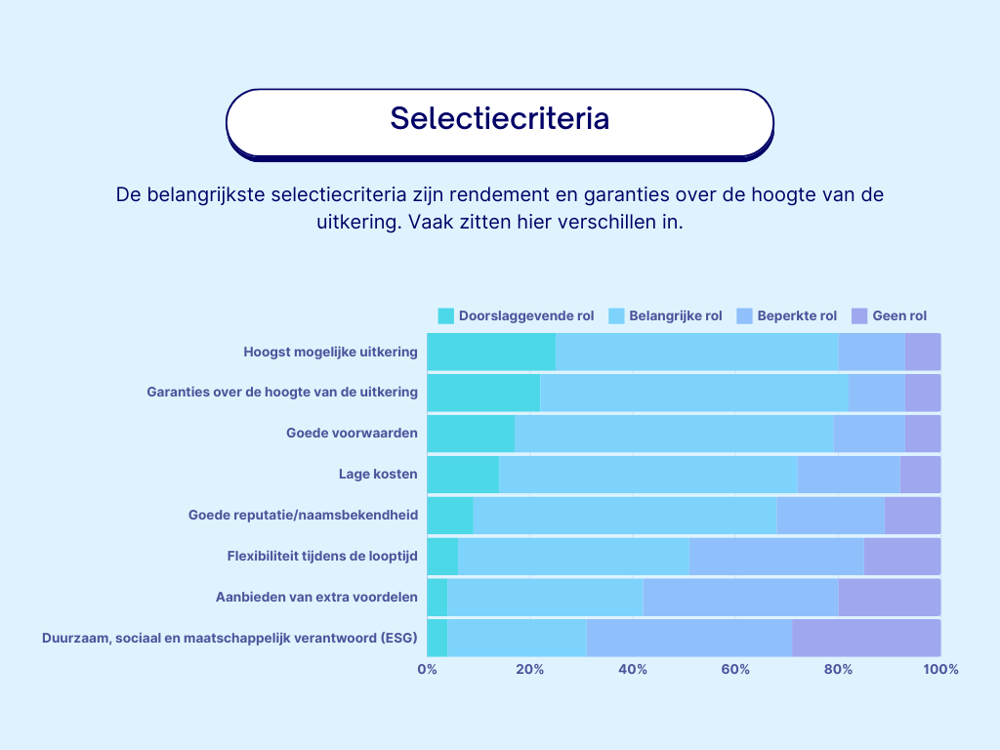 Selectiecriteria
De belangrijkste selectiecriteria zijn rendement en garanties over de hoogte van de
uitkering. Vaak zitten hier verschillen in.
Doorslaggevende rol Belangrijke rol Beperkte rol Geen rol
Hoogst mogelijke uitkering
Garanties over de hoogte van de uitkering
Goede voorwaarden
Lage kosten
Goede reputatie/naamsbekendheid
Flexibiliteit tijdens de looptijd
Aanbieden van extra voordelen
Duurzaam, sociaal en maatschappelijk verantwoord (ESG)
0% 20% 40% 60% 80% 100%